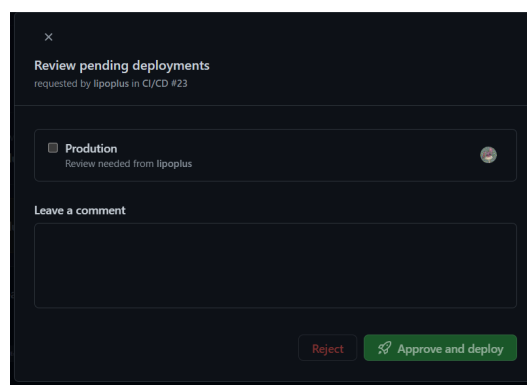 Review pending deployments
requested by lipoplus in CI/CD #23
Prodution
Review needed from lipoplus
Leave a comment
Reject
Approve and deploy